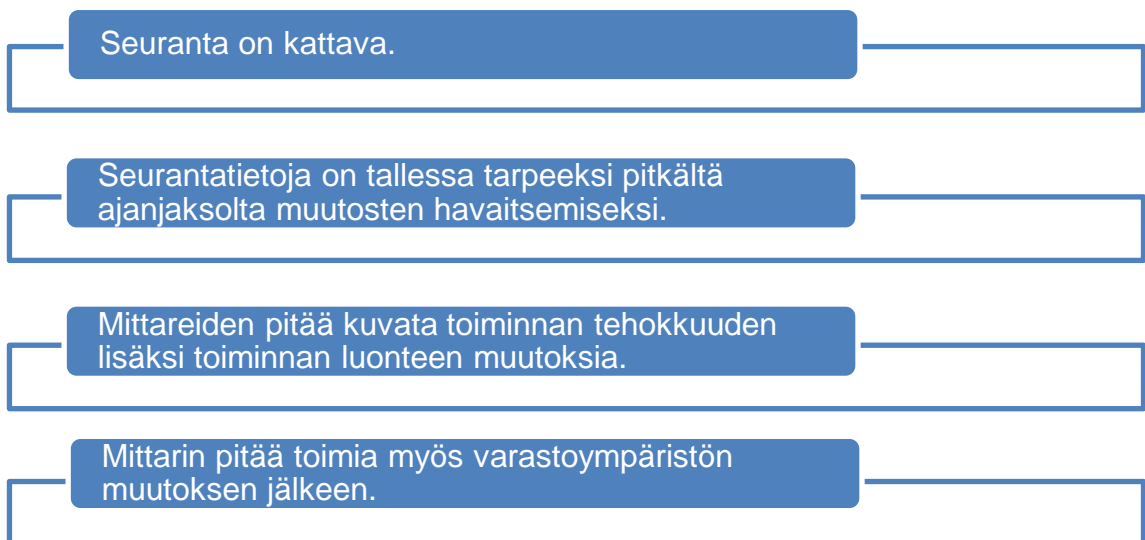 Seuranta on kattava.
Seurantatietoja on tallessa tarpeeksi pitkältä
ajanjaksolta muutosten havaitsemiseksi.
Mittareiden pitää kuvata toiminnan tehokkuuden
lisäksi toiminnan luonteen muutoksia.
Mittarin pitää toimia myös varastoympäristön
muutoksen jälkeen.